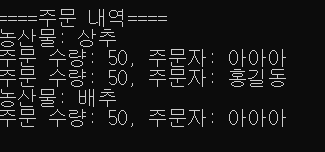 ====주문 내역====
농산물: 상추
주문 수량: 50, 주문자: 아아아
주문 수량: 50, 주문자: 홍길동
농산물: 배추
주문 수량: 50, 주문자: 아아아